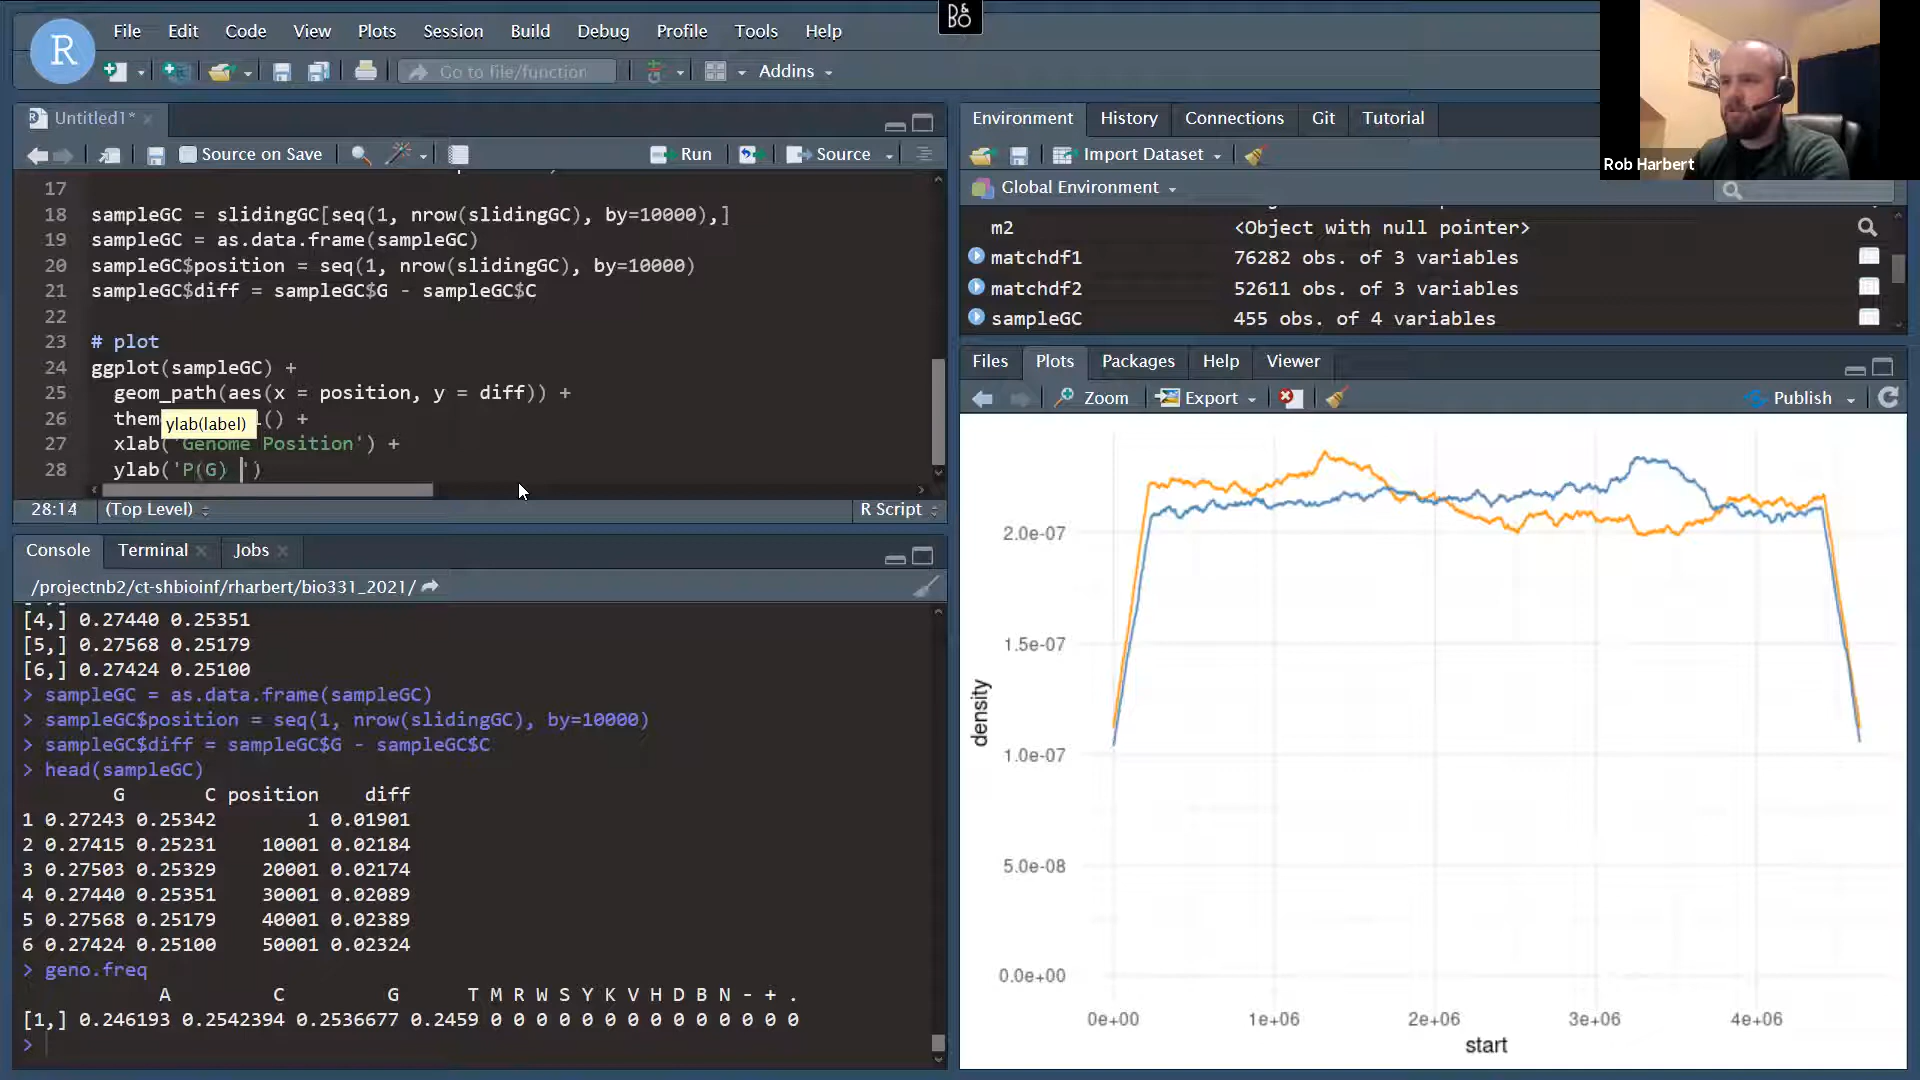 File Edit Code View Plots Session Build Debug Profile Tools Help
R
B&O
Go to file/function
Addins
Rob Harbert
Untitled1*
Source on Save
Run
Source
17
18 sampleGC = slidingGC[seq(1, nrow(slidingGC), by=10000),]
19 sampleGC = as.data.frame(sampleGC)
20 sampleGC$position = seq(1, nrow(slidingGC), by=10000)
21 sampleGC$diff = sampleGC$G - sampleGC$C
22
23 # plot
24 ggplot(sampleGC) +
25 geom_path(aes(x = position, y = diff)) +
26 them () +
ylab(label)
27 xlab('Genome Position') +
28 ylab('P(G) ')
28:14 (Top Level) R Script
Console Terminal Jobs
/projectnb2/ct-shbioinf/rharbert/bio331_2021/
[4,] 0.27440 0.25351
[5,] 0.27568 0.25179
[6,] 0.27424 0.25100
> sampleGC = as.data.frame(sampleGC)
> sampleGC$position = seq(1, nrow(slidingGC), by=10000)
> sampleGC$diff = sampleGC$G - sampleGC$C
> head(sampleGC)
G C position diff
1 0.27243 0.25342 1 0.01901
2 0.27415 0.25231 10001 0.02184
3 0.27503 0.25329 20001 0.02174
4 0.27440 0.25351 30001 0.02089
5 0.27568 0.25179 40001 0.02389
6 0.27424 0.25100 50001 0.02324
> geno.freq
A C G T M R W S Y K V H D B N - + .
[1,] 0.246193 0.2542394 0.2536677 0.2459 0 0 0 0 0 0 0 0 0 0 0 0 0 0
>
Environment History Connections Git Tutorial
Import Dataset
Global Environment
m2 <Object with null pointer>
matchdf1 76282 obs. of 3 variables
matchdf2 52611 obs. of 3 variables
sampleGC 455 obs. of 4 variables
Files Plots Packages Help Viewer
Zoom Export Publish
density
2.0e-07
1.5e-07
1.0e-07
5.0e-08
0.0e+00
0e+00 1e+06 2e+06 3e+06 4e+06
start